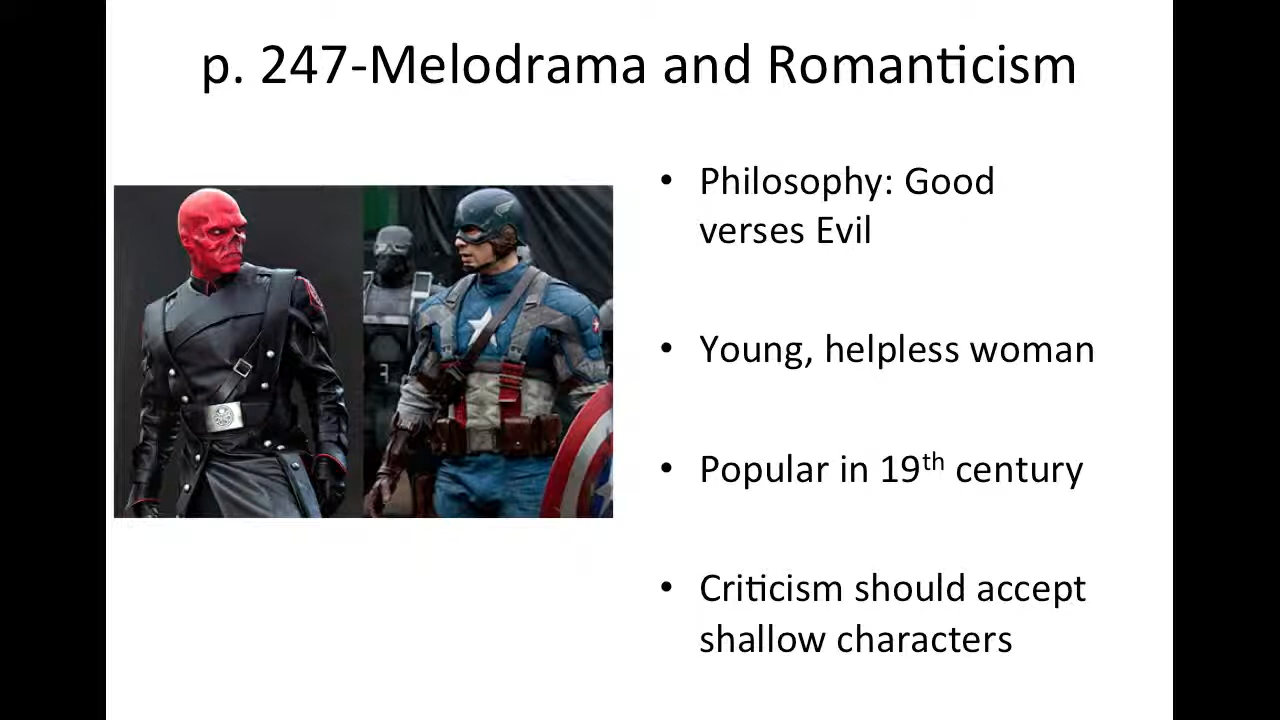 p. 247-Melodrama and Romanticism
• Philosophy: Good
verses Evil
• Young, helpless woman
• Popular in 19th century
• Criticism should accept
shallow characters